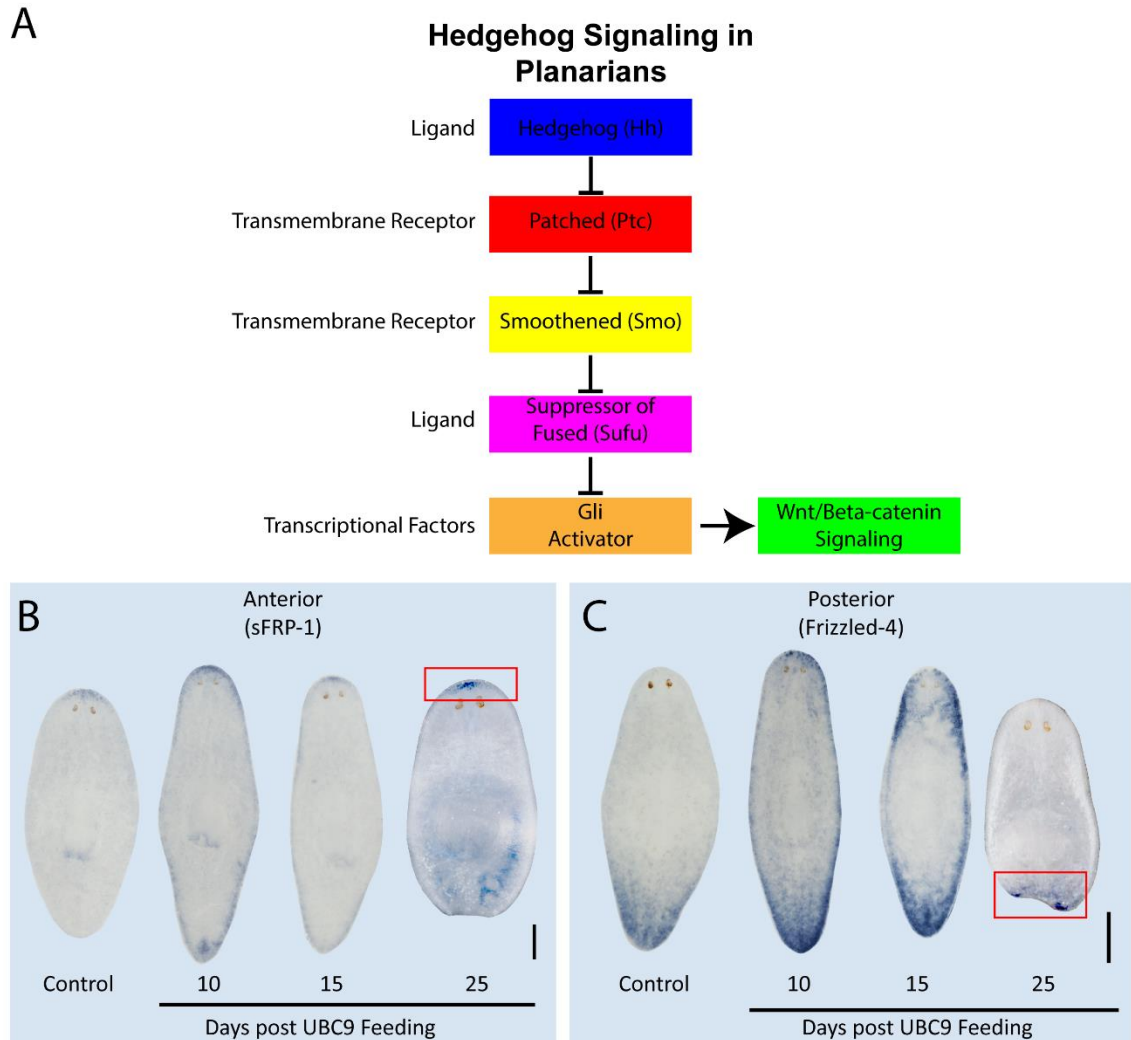 A
Hedgehog Signaling in
Planarians
Ligand
Hedgehog (Hh)
Transmembrane Receptor
Patched (Ptc)
Transmembrane Receptor
Smoothened (Smo)
Ligand
Suppressor of
Fused (Sufu)
Transcriptional Factors
Gli
Activator
Wnt/Beta-catenin
Signaling
B
Anterior
(sFRP-1)
Control
10
15
25
Days post UBC9 Feeding
C
Posterior
(Frizzled-4)
Control
10
15
25
Days post UBC9 Feeding